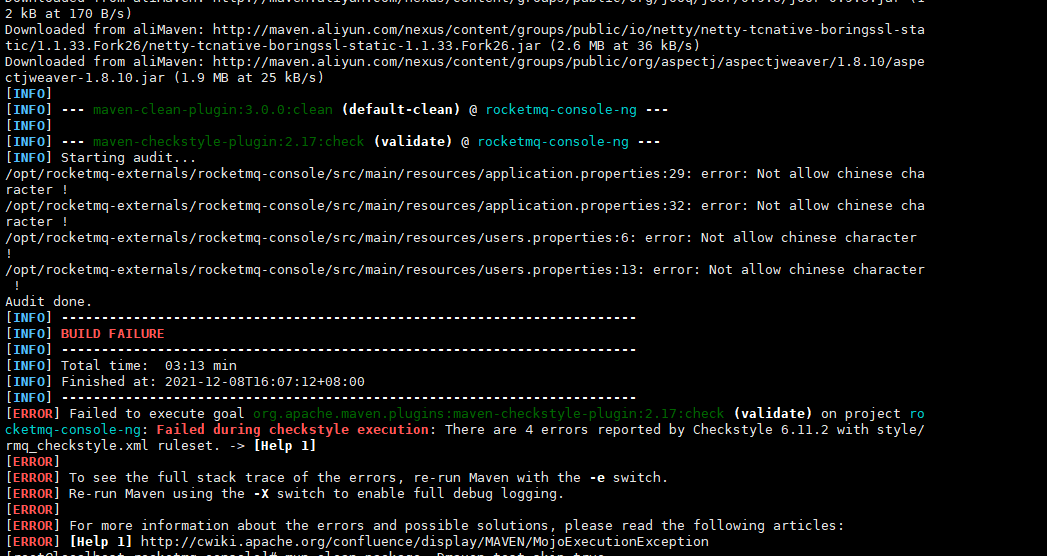 2 kB at 170 B/s)
Downloaded from aliMaven: http://maven.aliyun.com/nexus/content/groups/public/io/netty/netty-tcnative-boringssl-sta
tic/1.1.33.Fork26/netty-tcnative-boringssl-static-1.1.33.Fork26.jar (2.6 MB at 36 kB/s)
Downloaded from aliMaven: http://maven.aliyun.com/nexus/content/groups/public/org/aspectj/aspectjweaver/1.8.10/aspe
ctjweaver-1.8.10.jar (1.9 MB at 25 kB/s)
[INFO]
[INFO] --- maven-clean-plugin:3.0.0:clean (default-clean) @ rocketmq-console-ng ---
[INFO]
[INFO] --- maven-checkstyle-plugin:2.17:check (validate) @ rocketmq-console-ng ---
[INFO] Starting audit...
/opt/rocketmq-externals/rocketmq-console/src/main/resources/application.properties:29: error: Not allow chinese cha
racter !
/opt/rocketmq-externals/rocketmq-console/src/main/resources/application.properties:32: error: Not allow chinese cha
racter !
/opt/rocketmq-externals/rocketmq-console/src/main/resources/users.properties:6: error: Not allow chinese character
!
/opt/rocketmq-externals/rocketmq-console/src/main/resources/users.properties:13: error: Not allow chinese character
 !
Audit done.
[INFO] ------------------------------------------------------------------------
[INFO] BUILD FAILURE
[INFO] ------------------------------------------------------------------------
[INFO] Total time:  03:13 min
[INFO] Finished at: 2021-12-08T16:07:12+08:00
[INFO] ------------------------------------------------------------------------
[ERROR] Failed to execute goal org.apache.maven.plugins:maven-checkstyle-plugin:2.17:check (validate) on project ro
cketmq-console-ng: Failed during checkstyle execution: There are 4 errors reported by Checkstyle 6.11.2 with style/
rmq_checkstyle.xml ruleset. -> [Help 1]
[ERROR]
[ERROR] To see the full stack trace of the errors, re-run Maven with the -e switch.
[ERROR] Re-run Maven using the -X switch to enable full debug logging.
[ERROR]
[ERROR] For more information about the errors and possible solutions, please read the following articles:
[ERROR] [Help 1] http://cwiki.apache.org/confluence/display/MAVEN/MojoExecutionException